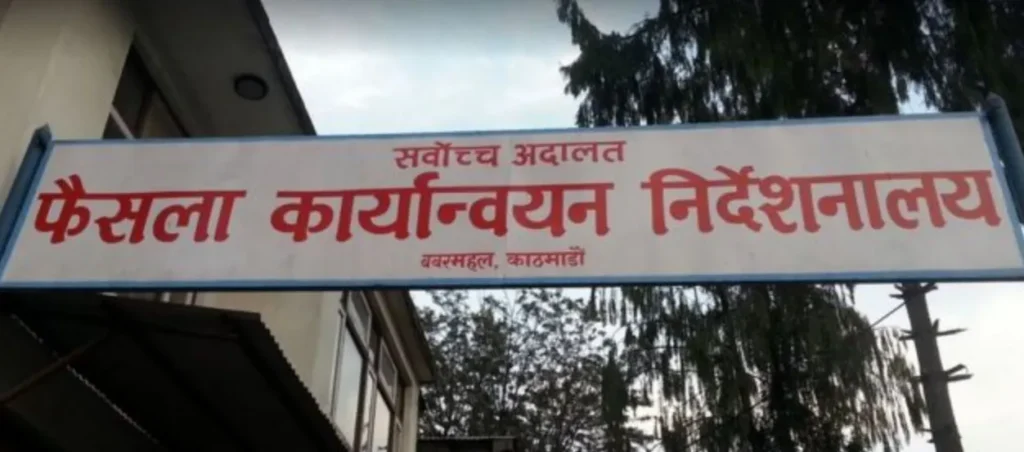 सर्वोच्च अदालत
फैसला कार्यान्वयन निर्देशनालय
बबरमहल, काठमाडौं